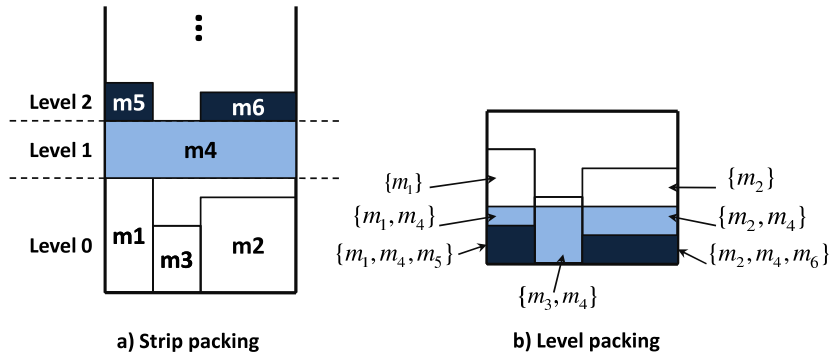 Level 2
m5
m6
Level 1
m4
Level 0
m1
m3
m2
a) Strip packing
{m₁}
{m₂}
{m₁, m₄}
{m₂, m₄}
{m₁, m₄, m₅}
{m₂, m₄, m₆}
{m₃, m₄}
b) Level packing